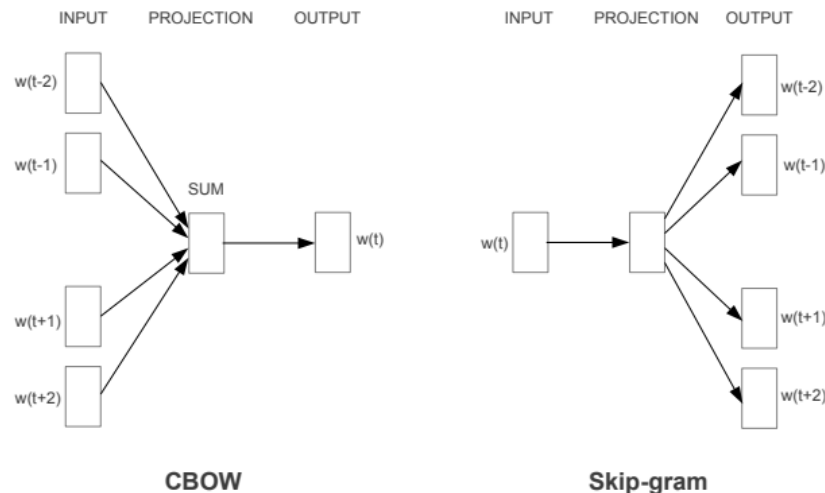 INPUT PROJECTION OUTPUT
w(t-2)
w(t-1)
SUM
w(t)
w(t+1)
w(t+2)
CBOW
INPUT PROJECTION OUTPUT
w(t-2)
w(t-1)
w(t)
w(t+1)
w(t+2)
Skip-gram